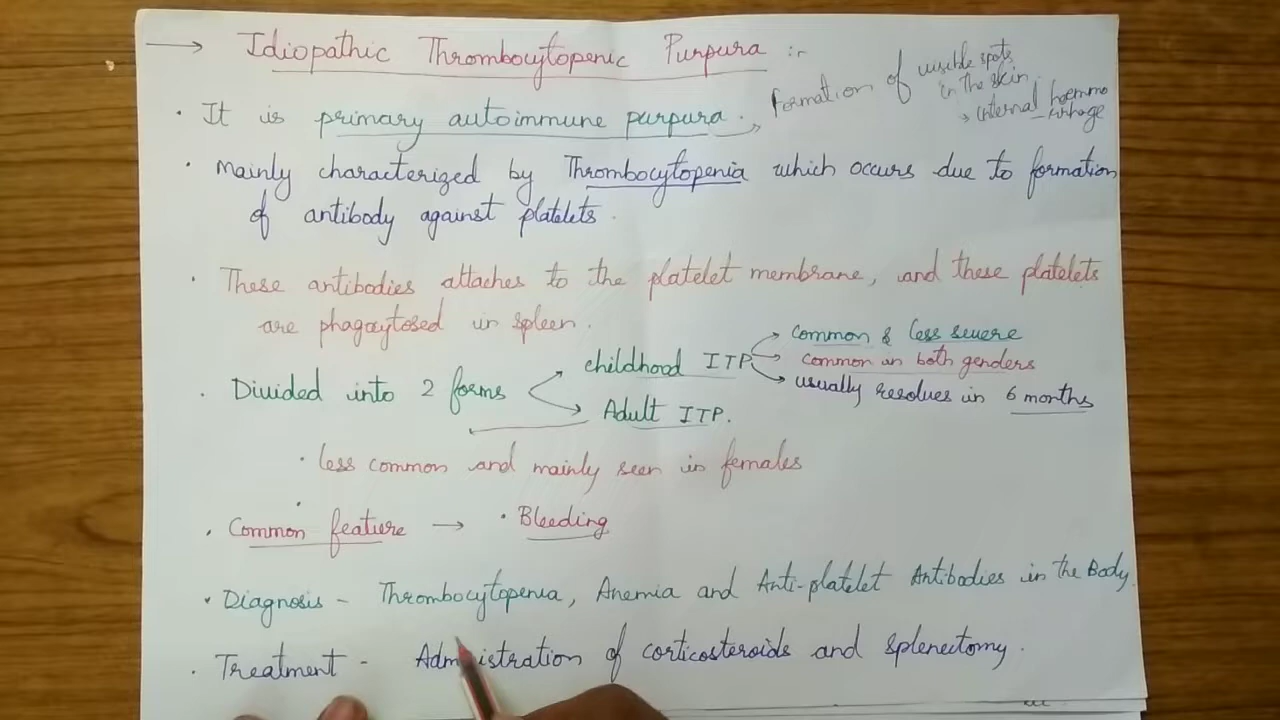 → Idiopathic Thrombocytopenic Purpura :-
• It is primary autoimmune purpura. → formation of visible spots
in the skin
→ internal haemo
rrhage
• Mainly characterized by Thrombocytopenia which occurs due to formation
of antibody against platelets.
• These antibodies attaches to the platelet membrane, and these platelets
are phagocytosed in spleen.
• Divided into 2 forms
childhood ITP
→ common & less severe
→ common in both genders
→ usually resolves in 6 months
Adult ITP.
• less common and mainly seen in females
• Common feature → • Bleeding
• Diagnosis - Thrombocytopenia, Anemia and Anti-platelet Antibodies in the Body.
• Treatment - Administration of corticosteroids and splenectomy.